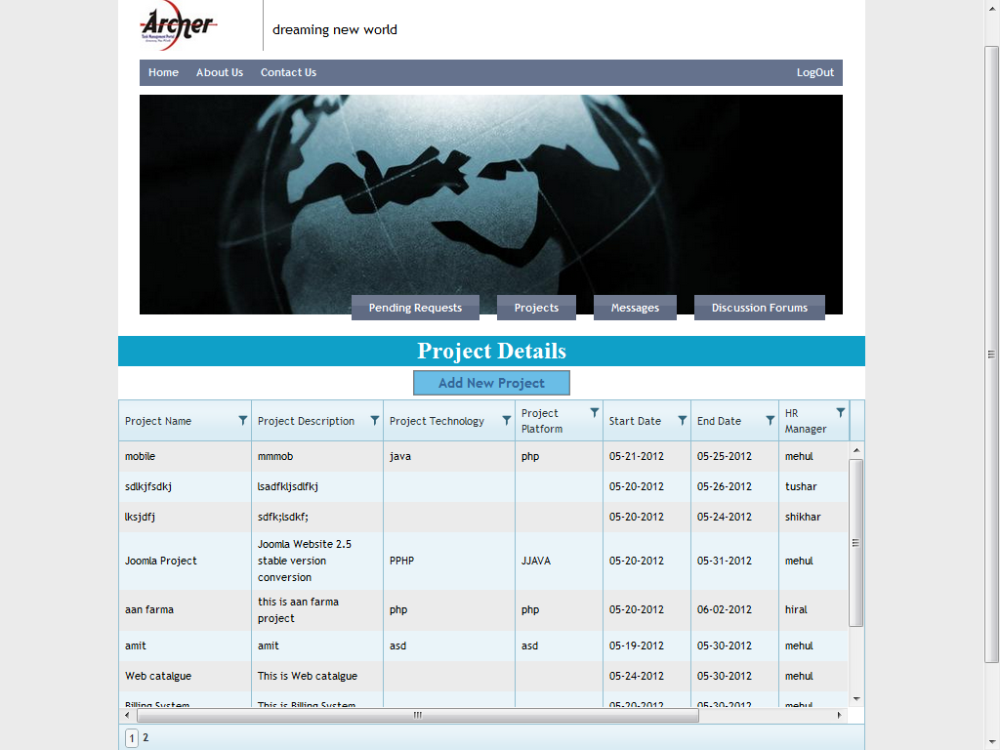 Archer
Task Management Portal
dreaming new world
Home About Us Contact Us LogOut
Pending Requests Projects Messages Discussion Forums
Project Details
Add New Project
Project Name Project Description Project Technology Project Platform Start Date End Date HR Manager
mobile mmmob java php 05-21-2012 05-25-2012 mehul
sdlkjfsdkj lsadfkljsdlfkj 05-20-2012 05-26-2012 tushar
lksjdfj sdfk;lsdkf; 05-20-2012 05-24-2012 shikhar
Joomla Project Joomla Website 2.5 stable version conversion PPHP JJAVA 05-20-2012 05-31-2012 mehul
aan farma this is aan farma project php php 05-20-2012 06-02-2012 hiral
amit amit asd asd 05-19-2012 05-30-2012 mehul
Web catalgue This is Web catalgue 05-24-2012 05-30-2012 mehul
Billing System This is Billing System 05-20-2012 05-30-2012 mehul
1 2